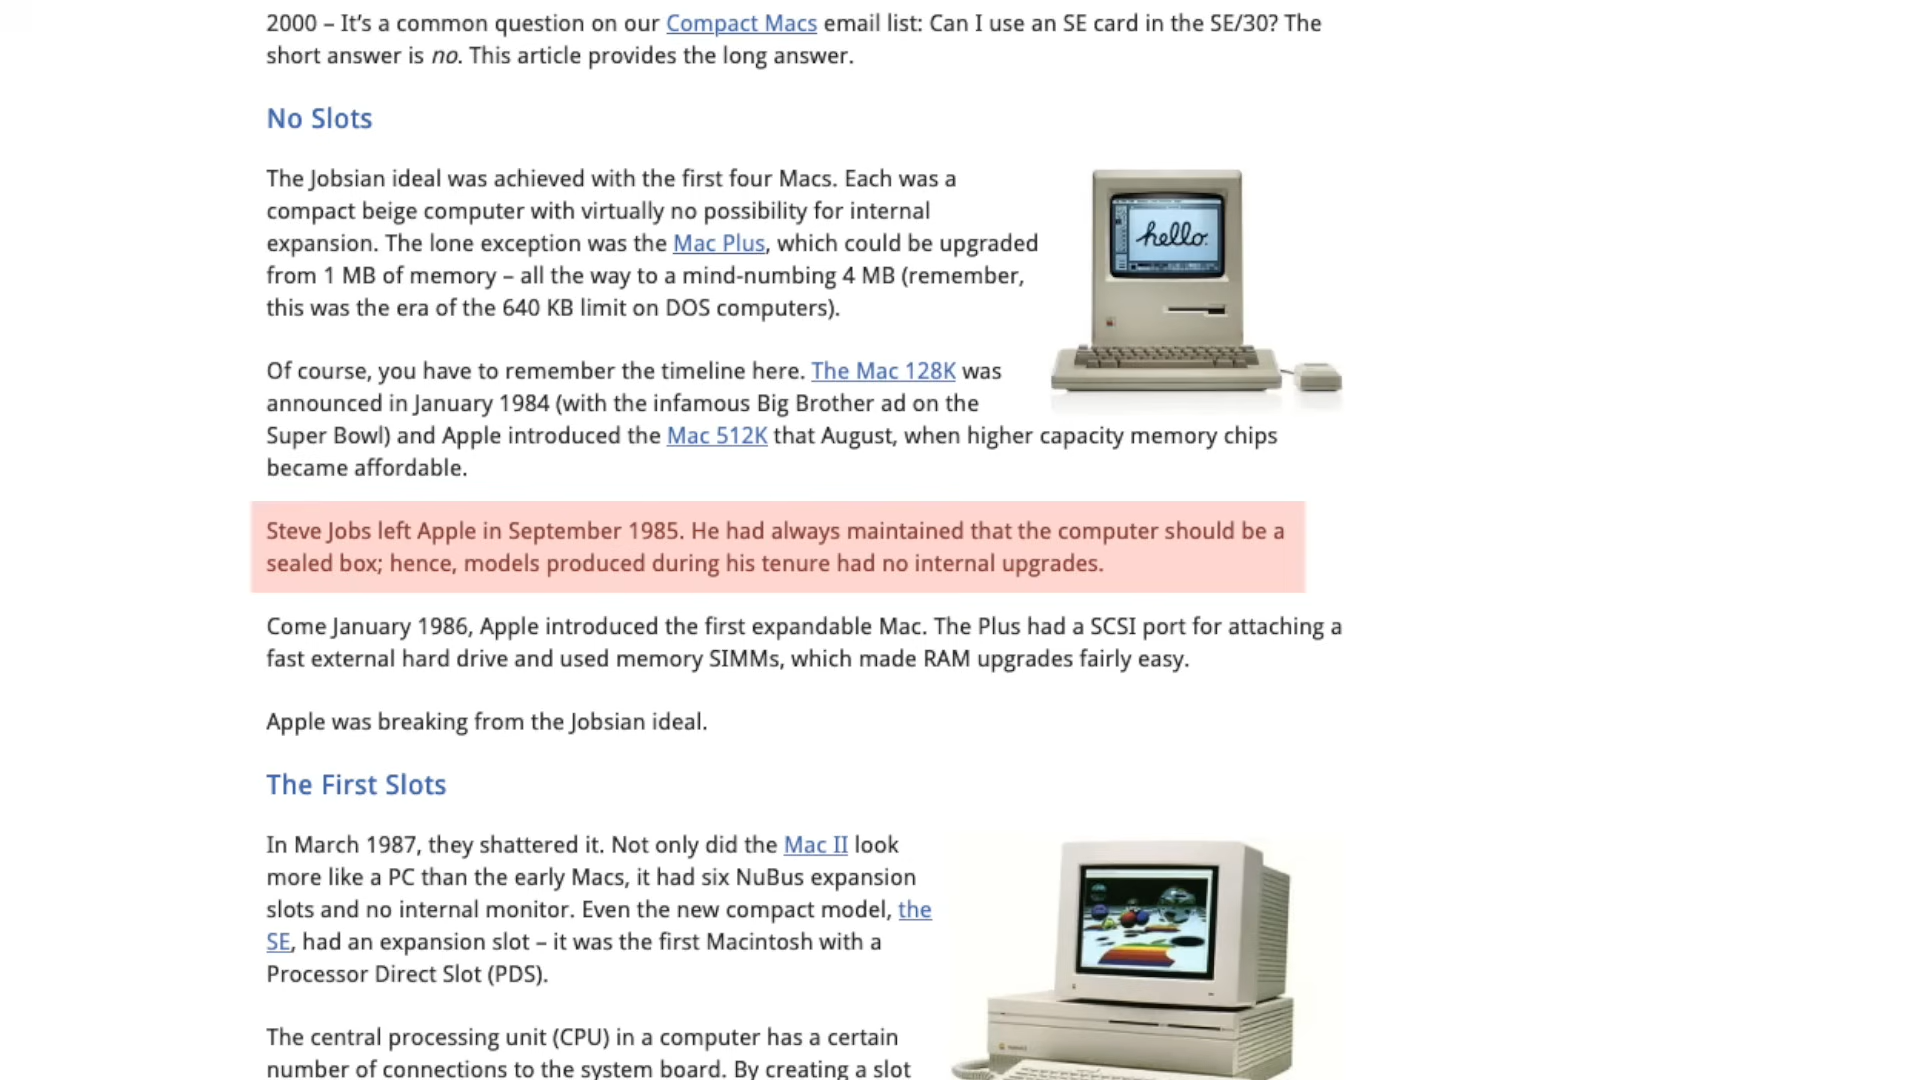 2000 – It’s a common question on our Compact Macs email list: Can I use an SE card in the SE/30? The
short answer is no. This article provides the long answer.
No Slots
The Jobsian ideal was achieved with the first four Macs. Each was a
compact beige computer with virtually no possibility for internal
expansion. The lone exception was the Mac Plus, which could be upgraded
from 1 MB of memory – all the way to a mind-numbing 4 MB (remember,
this was the era of the 640 KB limit on DOS computers).
hello.
Of course, you have to remember the timeline here. The Mac 128K was
announced in January 1984 (with the infamous Big Brother ad on the
Super Bowl) and Apple introduced the Mac 512K that August, when higher capacity memory chips
became affordable.
Steve Jobs left Apple in September 1985. He had always maintained that the computer should be a
sealed box; hence, models produced during his tenure had no internal upgrades.
Come January 1986, Apple introduced the first expandable Mac. The Plus had a SCSI port for attaching a
fast external hard drive and used memory SIMMs, which made RAM upgrades fairly easy.
Apple was breaking from the Jobsian ideal.
The First Slots
In March 1987, they shattered it. Not only did the Mac II look
more like a PC than the early Macs, it had six NuBus expansion
slots and no internal monitor. Even the new compact model, the
SE, had an expansion slot – it was the first Macintosh with a
Processor Direct Slot (PDS).
The central processing unit (CPU) in a computer has a certain
number of connections to the system board. By creating a slot